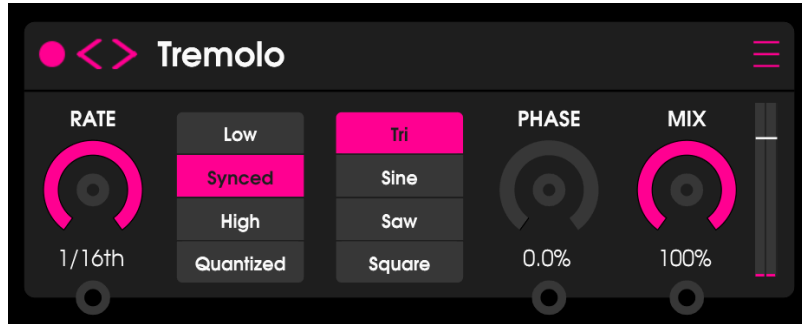 Tremolo
RATE
1/16th
Low
Synced
High
Quantized
Tri
Sine
Saw
Square
PHASE
0.0%
MIX
100%